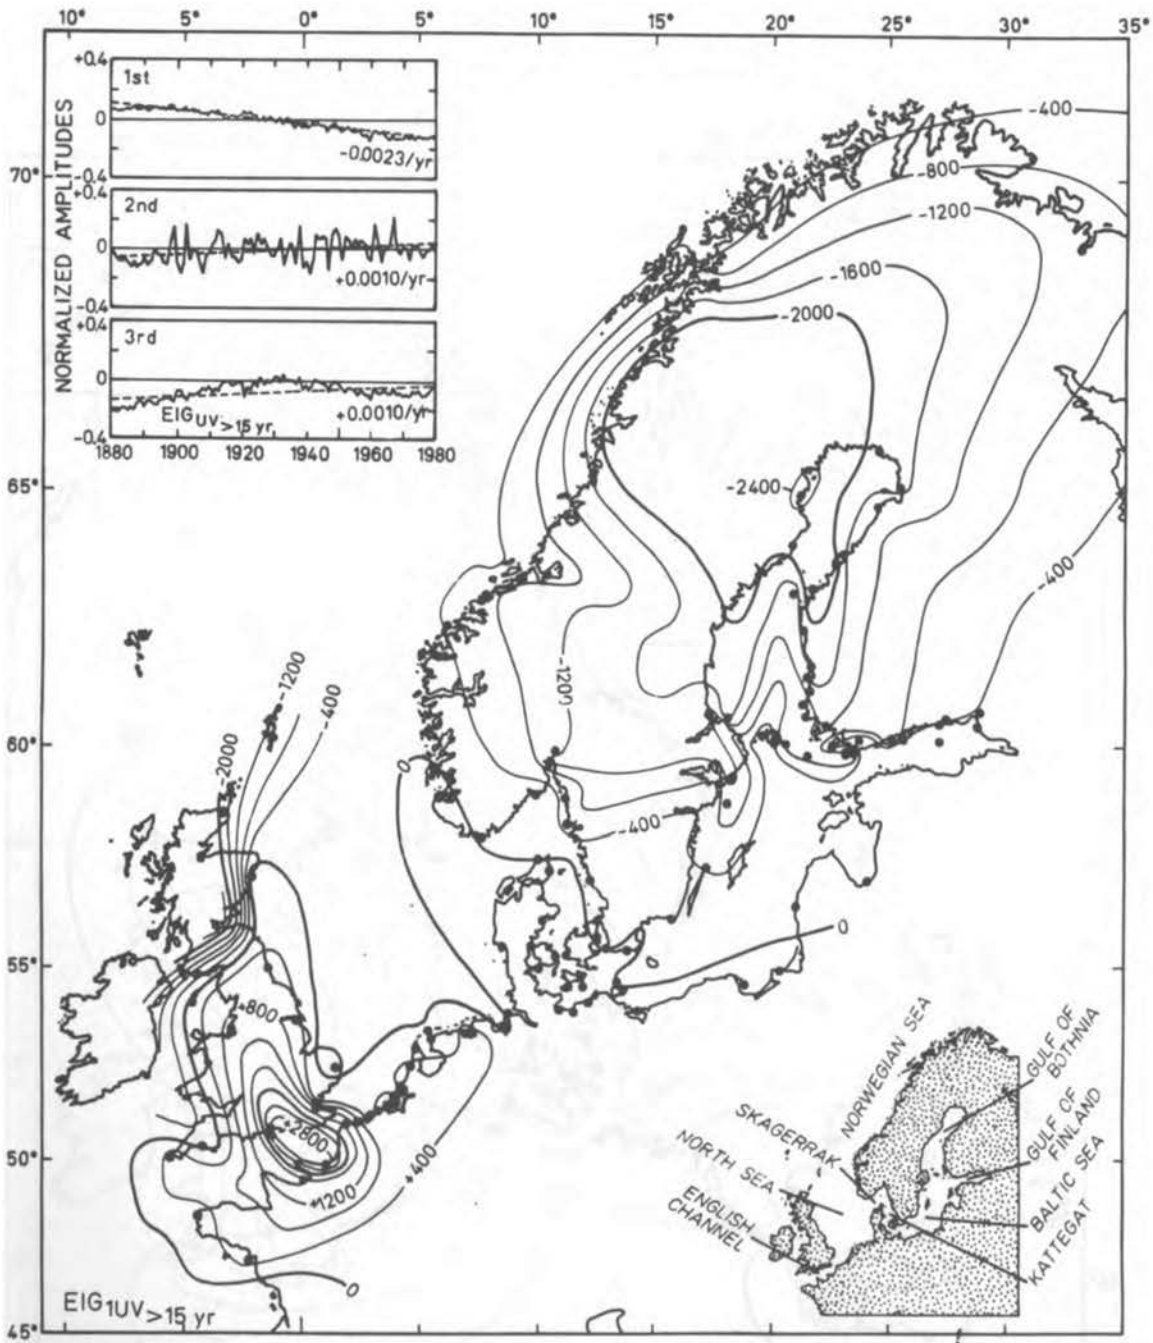 10° 5° 0° 5° 10° 15° 20° 25° 30° 35°
70°
65°
60°
55°
50°
45°
NORMALIZED AMPLITUDES
+0.4
1st
0
-0.0023/yr
-0.4
+0.4
2nd
0
+0.0010/yr
-0.4
+0.4
3rd
0
+0.0010/yr
EIG UV > 15 yr
-0.4
1880 1900 1920 1940 1960 1980
-400
-800
-1200
-1600
-2000
-2400
-400
-1200
-1200
-400
-2000
0
-400
0
+800
+2800
+400
+1200
0
NORWEGIAN SEA
GULF OF BOTHNIA
SKAGERRAK
GULF OF FINLAND
NORTH SEA
BALTIC SEA
ENGLISH CHANNEL
KATTEGAT
EIG1UV > 15 yr